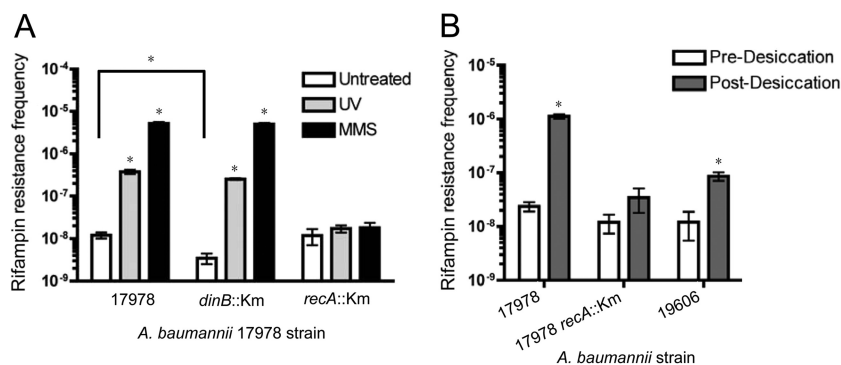 A
Rifampin resistance frequency
10-4
10-5
10-6
10-7
10-8
10-9
*
* * * *
Untreated
UV
MMS
17978 dinB::Km recA::Km
A. baumannii 17978 strain
B
Rifampin resistance frequency
10-5
10-6
10-7
10-8
10-9
* *
Pre-Desiccation
Post-Desiccation
17978 17978 recA::Km 19606
A. baumannii strain